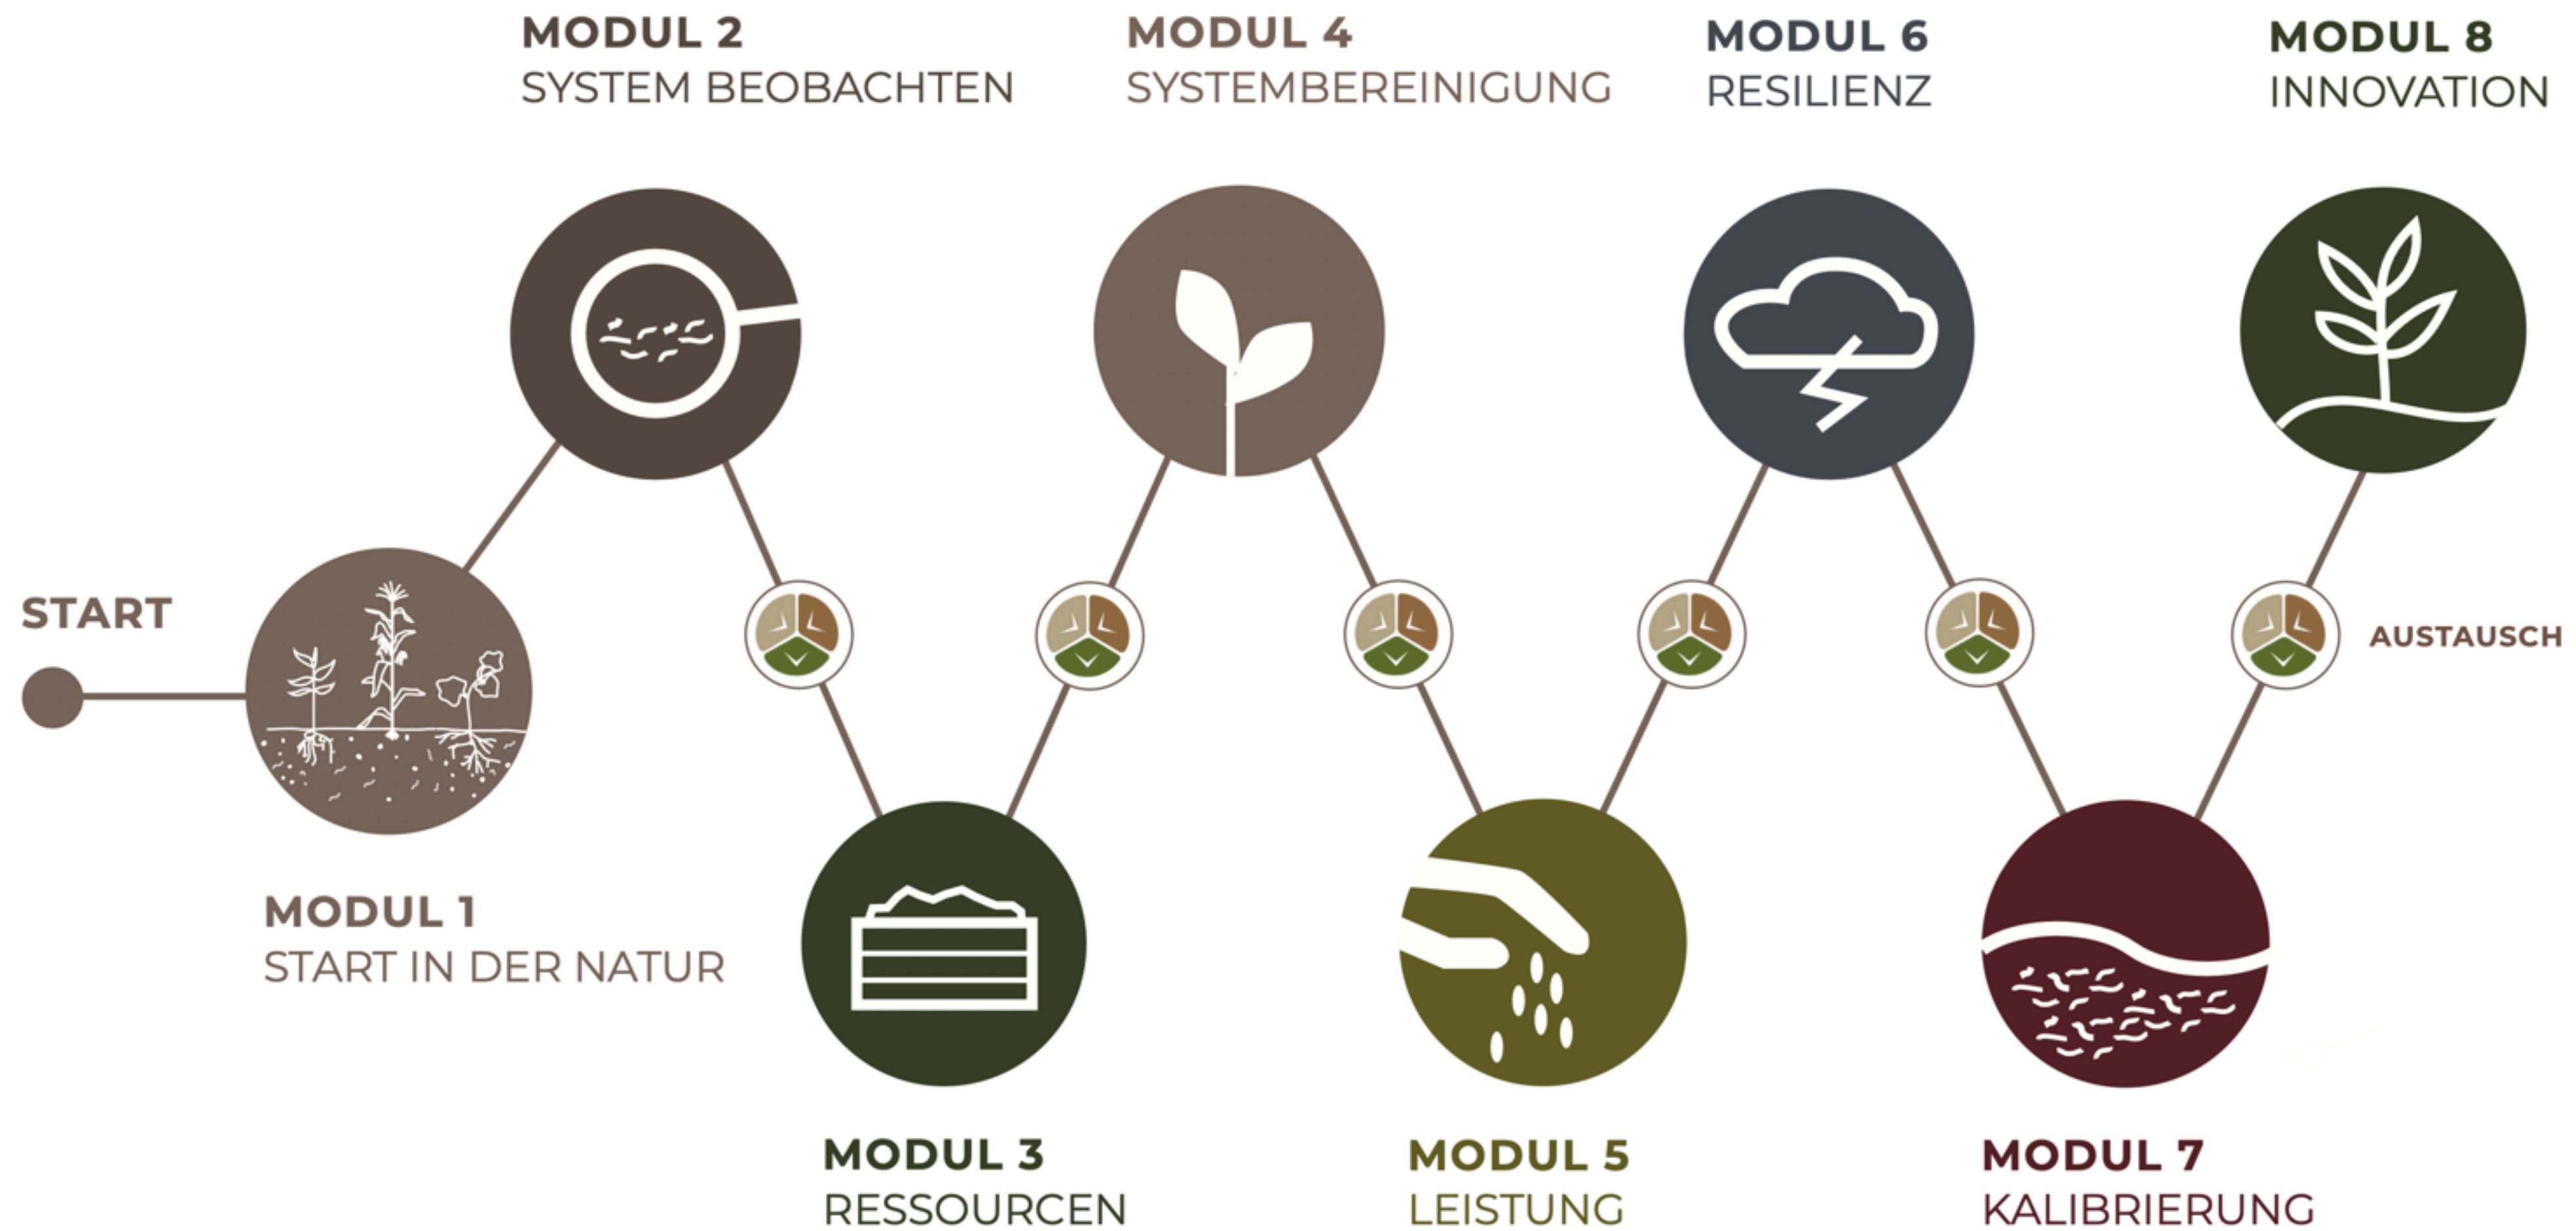 START
MODUL 1
START IN DER NATUR
MODUL 2
SYSTEM BEOBACHTEN
MODUL 3
RESSOURCEN
MODUL 4
SYSTEMBEREINIGUNG
MODUL 5
LEISTUNG
MODUL 6
RESILIENZ
MODUL 7
KALIBRIERUNG
MODUL 8
INNOVATION
AUSTAUSCH